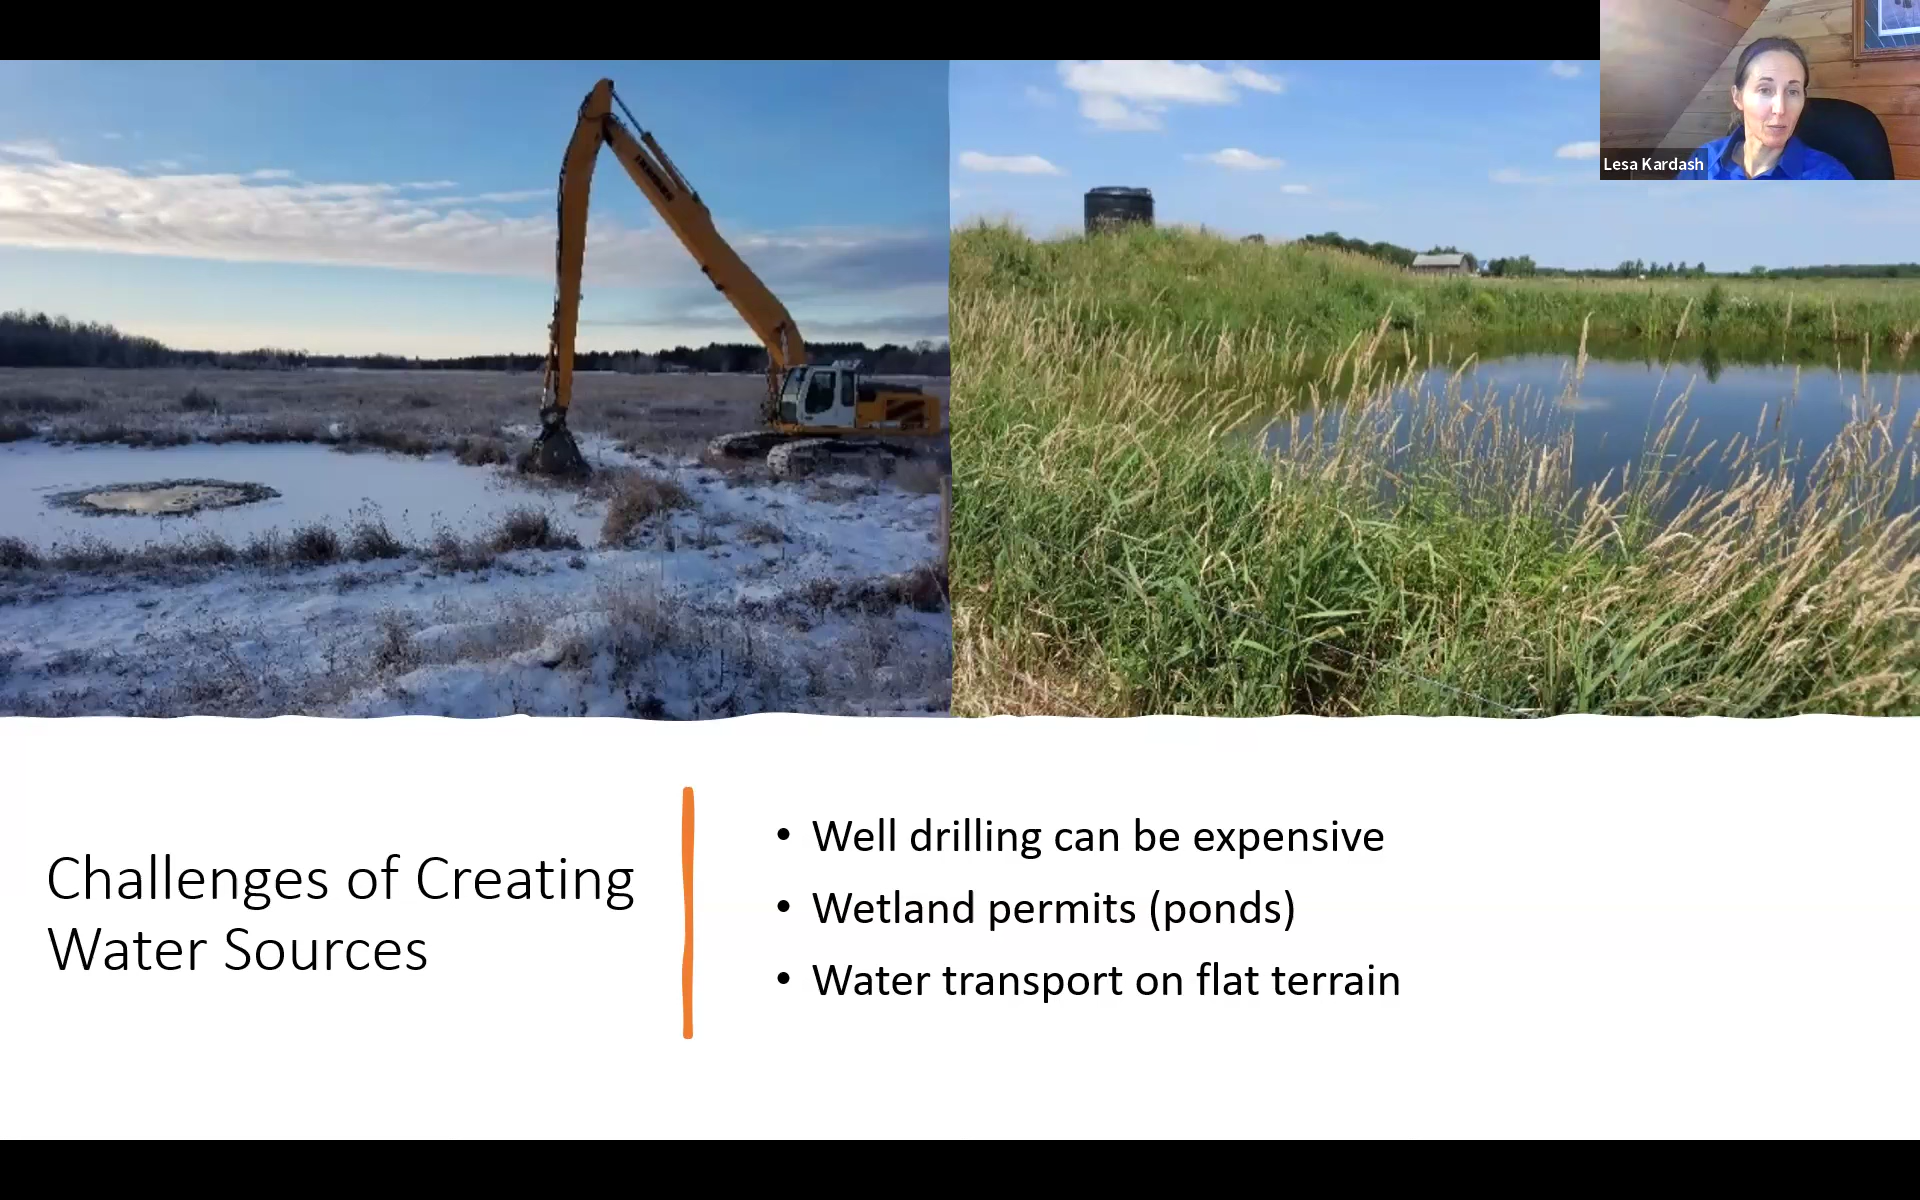 Lesa Kardash
Challenges of Creating
Water Sources
• Well drilling can be expensive
• Wetland permits (ponds)
• Water transport on flat terrain